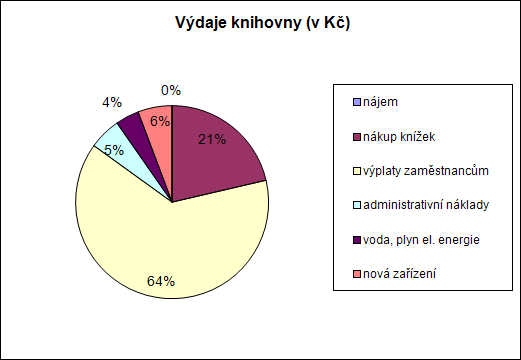 Výdaje knihovny (v Kč)
0%
4%
6%
21%
5%
64%
nájem
nákup knížek
výplaty zaměstnancům
administrativní náklady
voda, plyn el. energie
nová zařízení